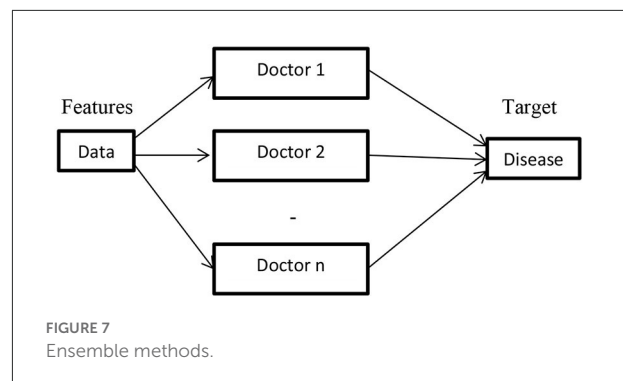 Doctor 1
Features
Target
Data
Doctor 2
Disease
-
Doctor n
FIGURE 7
Ensemble methods.